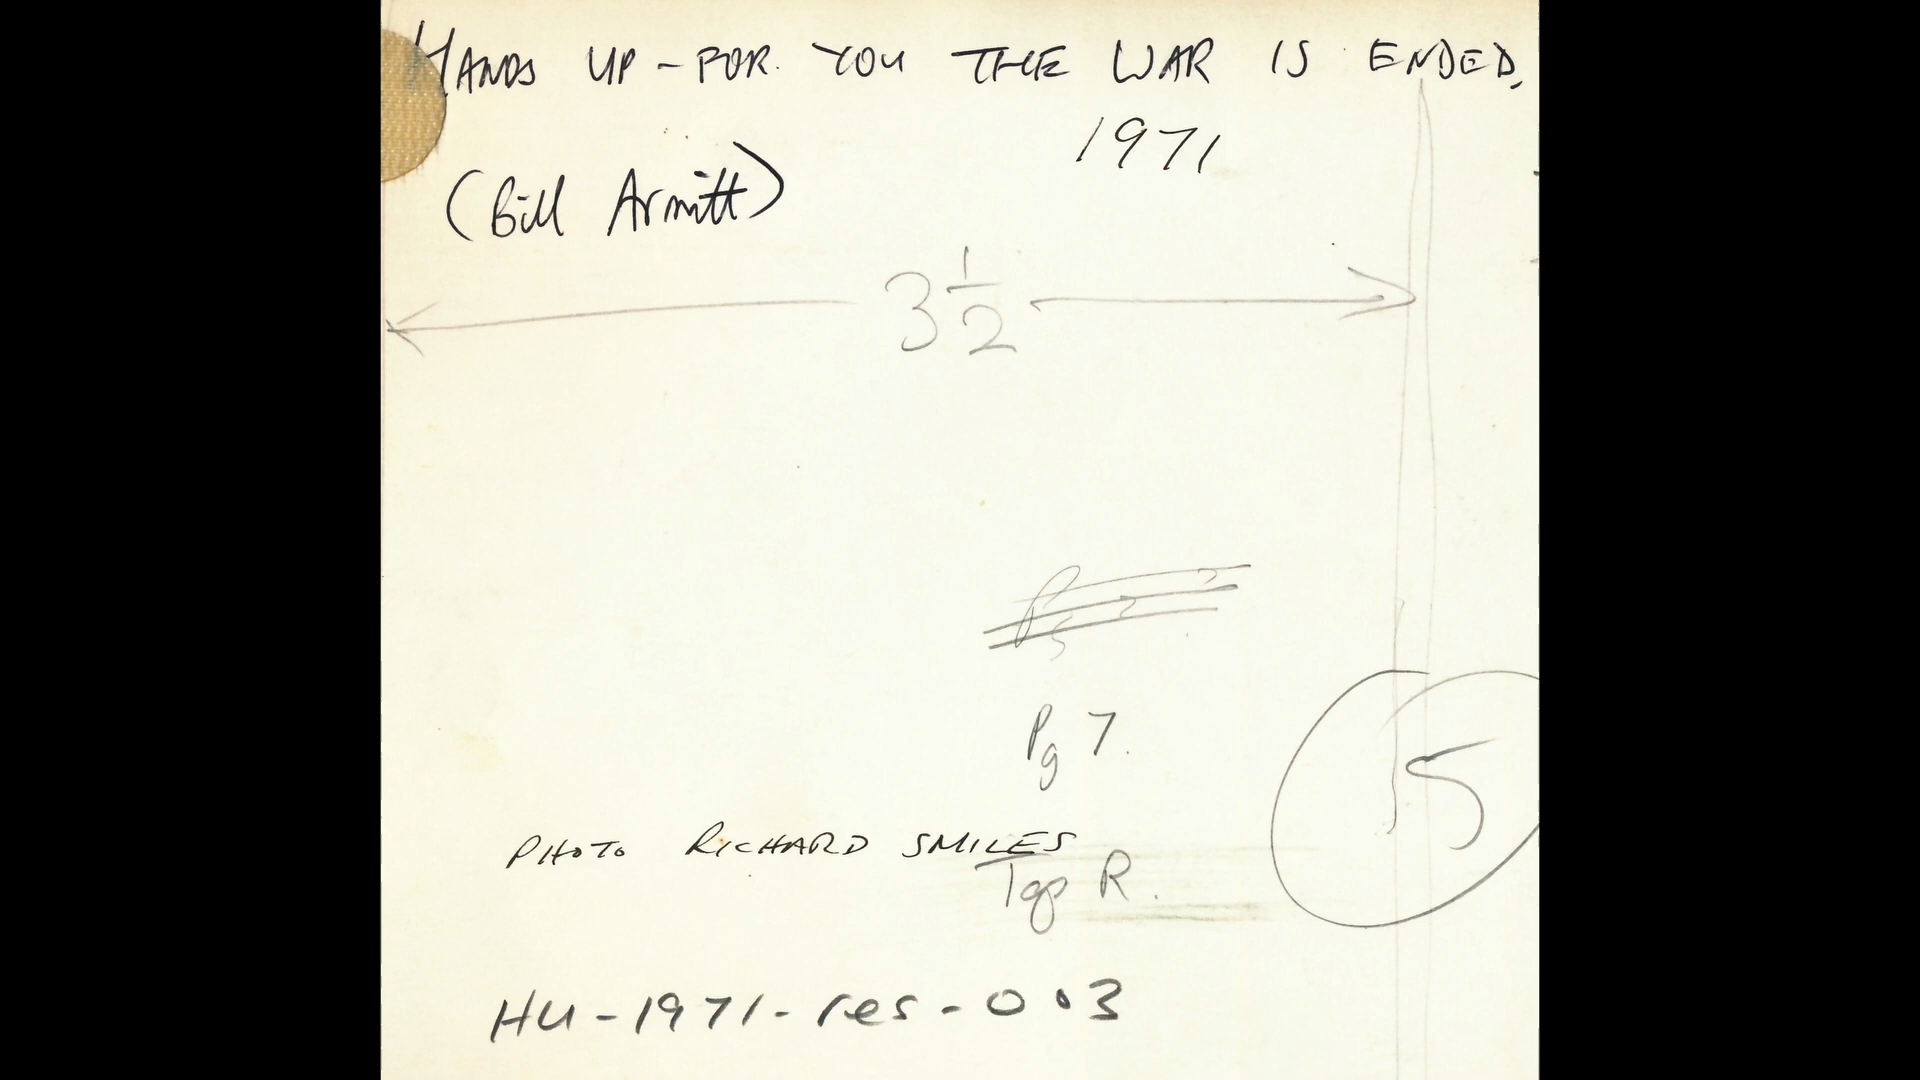 HANDS UP - FOR YOU THE WAR IS ENDED.
1971
(Bill Armitt)
3 1/2
Pg 7.
5
PHOTO RICHARD SMILES
Top R.
HU-1971-res-003